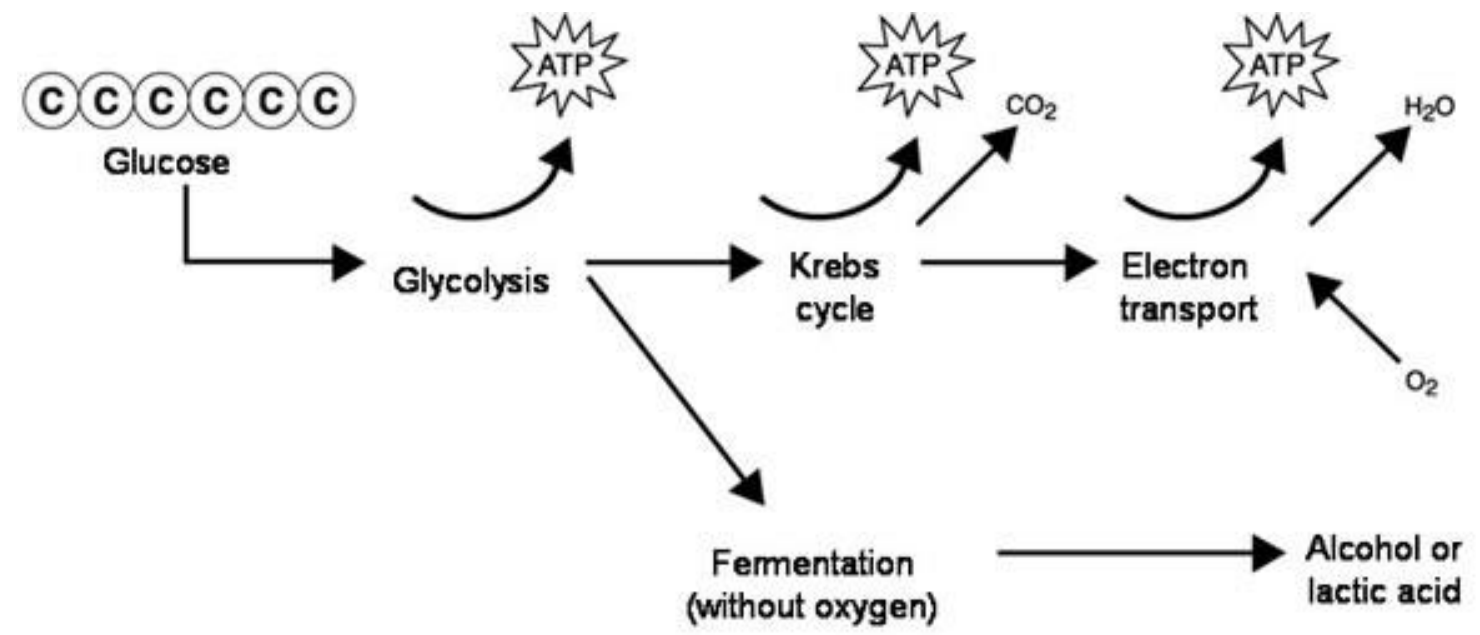 ATP
ATP
ATP
C C C C C C
CO₂
H₂O
Glucose
Glycolysis
Krebs
cycle
Electron
transport
O₂
Fermentation
(without oxygen)
Alcohol or
lactic acid